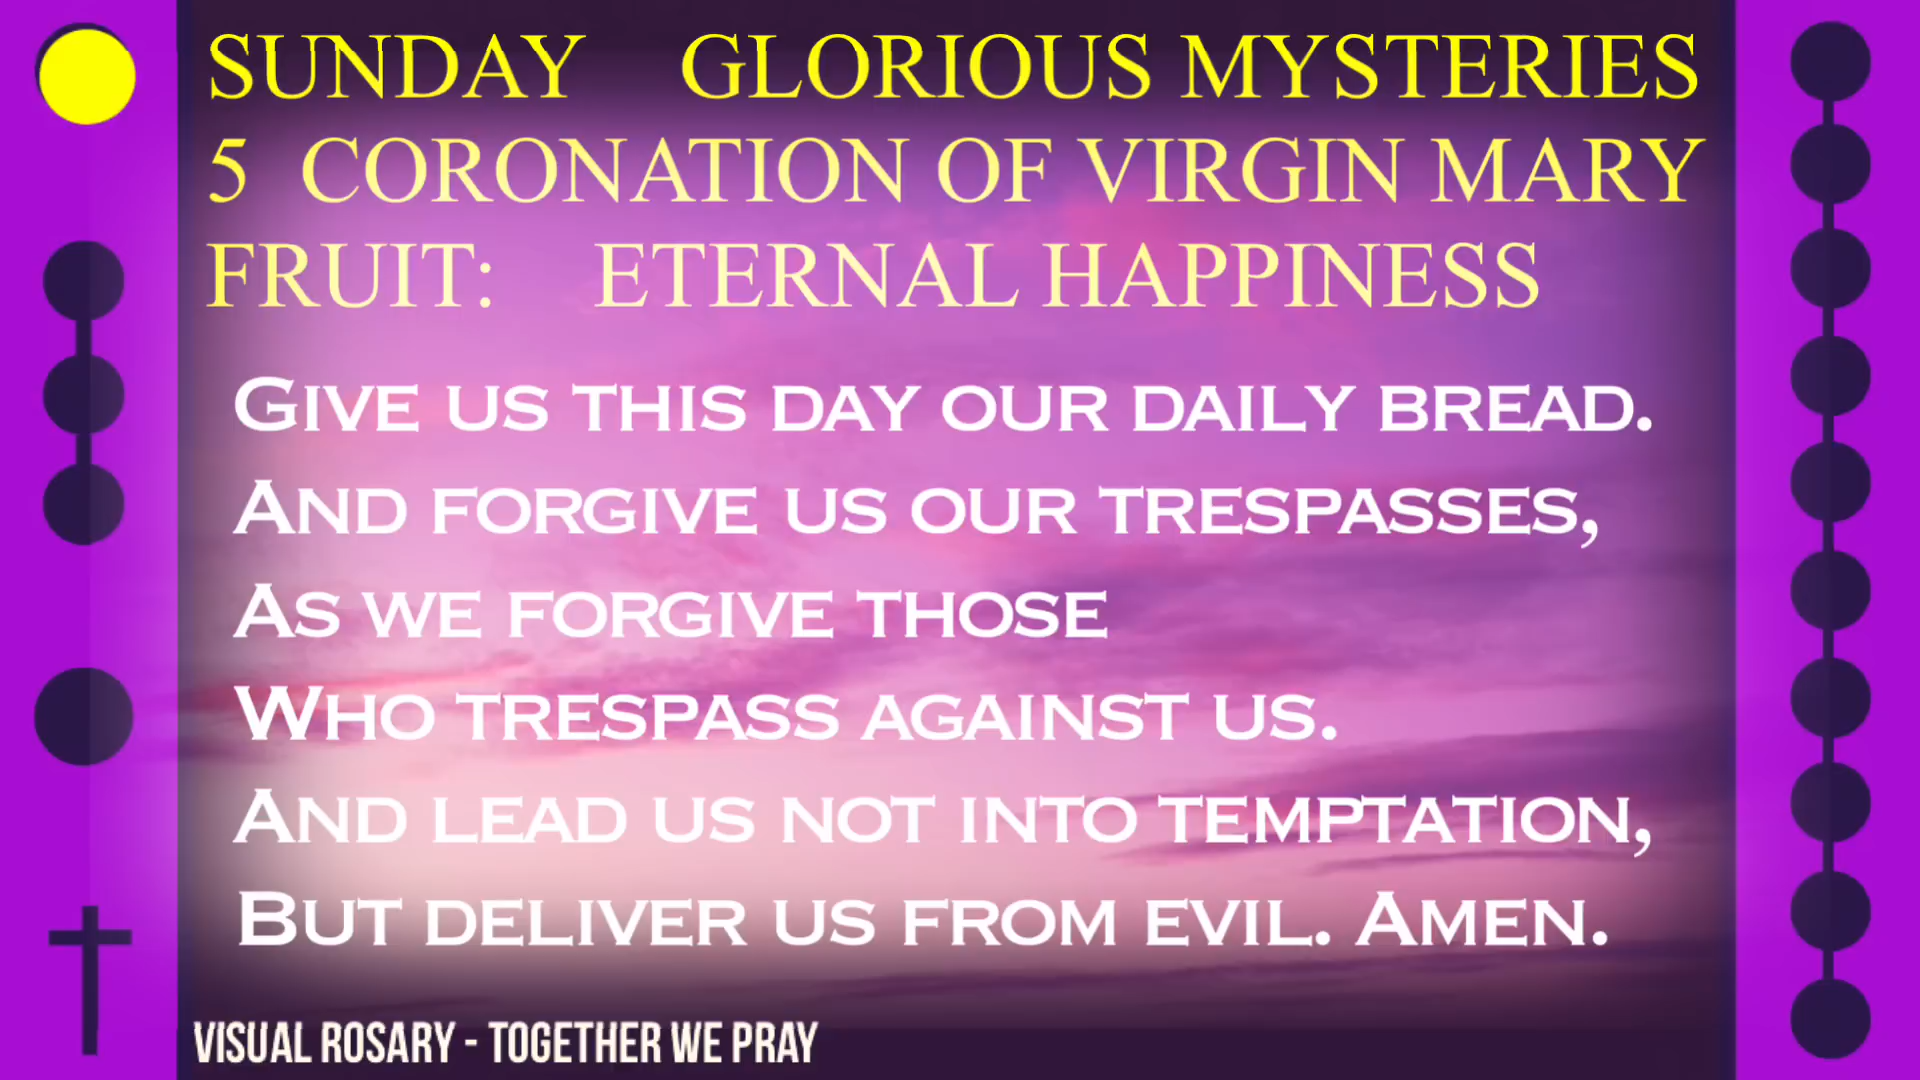 SUNDAY GLORIOUS MYSTERIES
5 CORONATION OF VIRGIN MARY
FRUIT: ETERNAL HAPPINESS
GIVE US THIS DAY OUR DAILY BREAD.
AND FORGIVE US OUR TRESPASSES,
AS WE FORGIVE THOSE
WHO TRESPASS AGAINST US.
AND LEAD US NOT INTO TEMPTATION,
BUT DELIVER US FROM EVIL. AMEN.
VISUAL ROSARY - TOGETHER WE PRAY